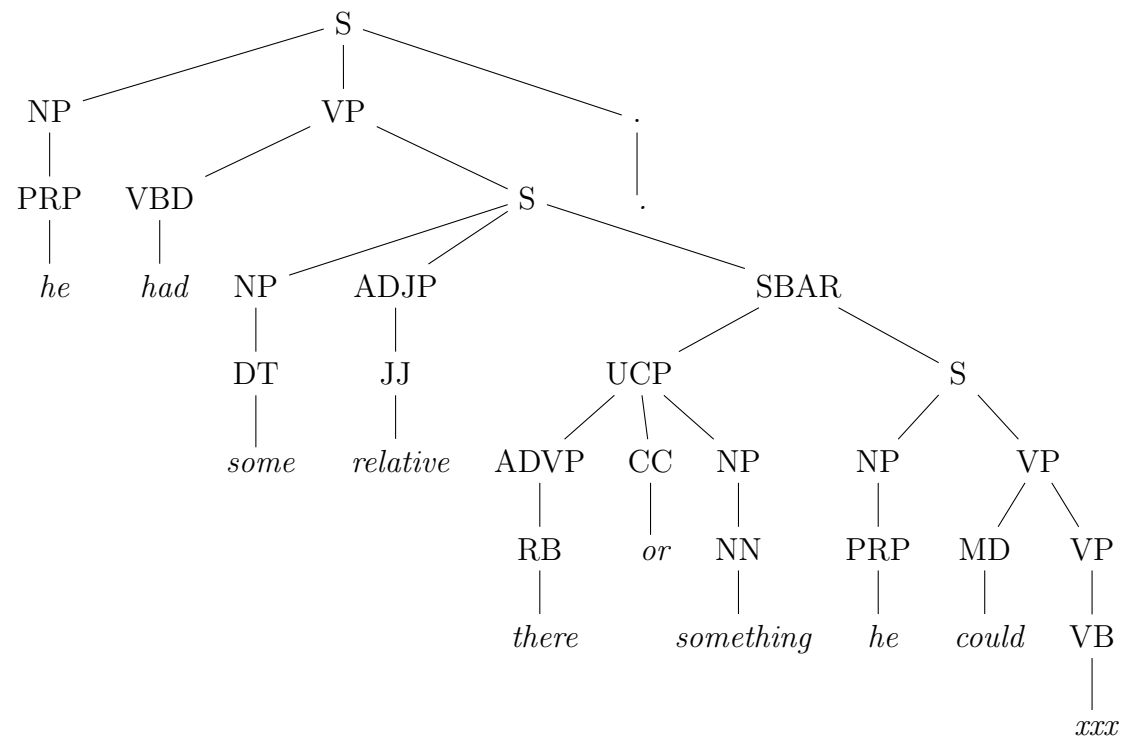 S
NP VP .
PRP VBD S .
he had NP ADJP SBAR
DT JJ UCP S
some relative ADVP CC NP NP VP
RB or NN PRP MD VP
there something he could VB
xxx